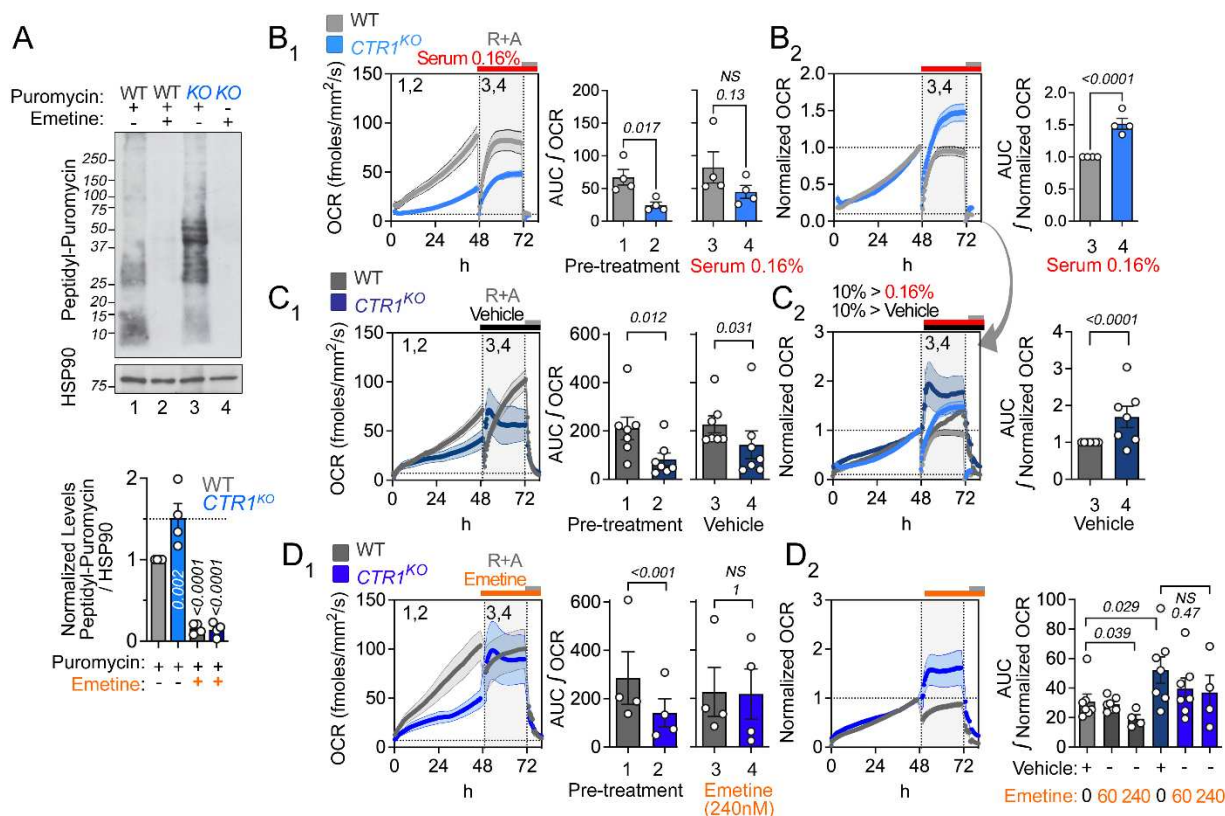 A
WT WT KO KO
Puromycin: + + + -
Emetine: - + - +
Peptidyl-Puromycin
250
150
100
75
50
37
25
20
15
10
HSP90
75
1 2 3 4
Normalized Levels
Peptidyl-Puromycin
/ HSP90
2
1
0
WT
CTR1KO
0.002
<0.0001
<0.0001
Puromycin: + + + +
Emetine: - - + +
B1
WT
CTR1KO
R+A
Serum 0.16%
OCR (fmoles/mm²/s)
150
100
50
0
1,2
3,4
0 24 48 72
h
AUC ∫ OCR
200
150
100
50
0
0.017
NS
0.13
1 2
Pre-treatment
3 4
Serum 0.16%
B2
Normalized OCR
2.0
1.5
1.0
0.5
0.0
3,4
0 24 48 72
h
AUC
∫ Normalized OCR
2.0
1.5
1.0
0.5
0.0
<0.0001
3 4
Serum 0.16%
C1
WT
CTR1KO
R+A
Vehicle
OCR (fmoles/mm²/s)
150
100
50
0
1,2
3,4
0 24 48 72
h
AUC ∫ OCR
600
400
200
0
0.012
0.031
1 2
Pre-treatment
3 4
Vehicle
C2
10% > 0.16%
10% > Vehicle
Normalized OCR
3
2
1
0
3,4
0 24 48 72
h
AUC
∫ Normalized OCR
3
2
1
0
<0.0001
3 4
Vehicle
D1
WT
CTR1KO
R+A
Emetine
OCR (fmoles/mm²/s)
150
100
50
0
1,2
3,4
0 24 48 72
h
AUC ∫ OCR
600
400
200
0
<0.001
NS
1
1 2
Pre-treatment
3 4
Emetine
(240nM)
D2
Normalized OCR
3
2
1
0
0 24 48 72
h
AUC
∫ Normalized OCR
100
80
60
40
20
0
0.029
0.039
NS
0.47
Vehicle: + - - + - -
Emetine: 0 60 240 0 60 240